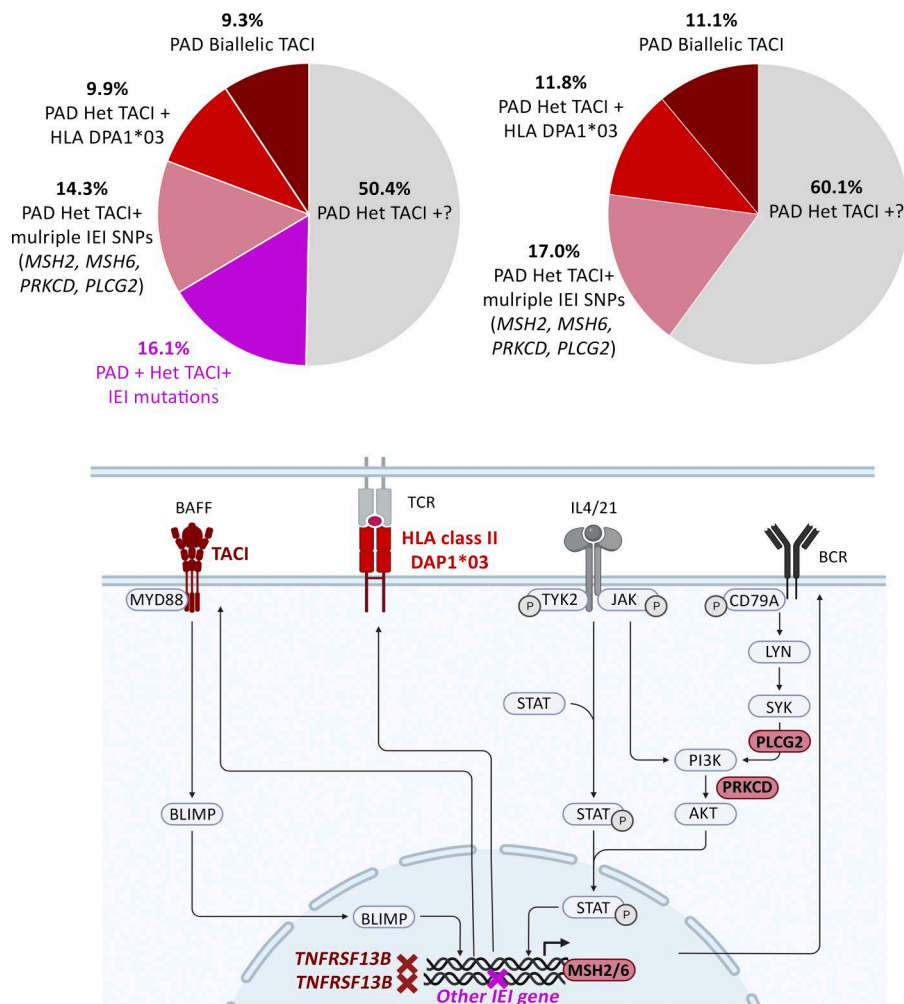 9.3%
PAD Biallelic TACI
9.9%
PAD Het TACI +
HLA DPA1*03
14.3%
PAD Het TACI+
mulriple IEI SNPs
(MSH2, MSH6,
PRKCD, PLCG2)
16.1%
PAD + Het TACI+
IEI mutations
50.4%
PAD Het TACI +?
11.1%
PAD Biallelic TACI
11.8%
PAD Het TACI +
HLA DPA1*03
17.0%
PAD Het TACI+
mulriple IEI SNPs
(MSH2, MSH6,
PRKCD, PLCG2)
60.1%
PAD Het TACI +?
BAFF
TACI
MYD88
TCR
HLA class II
DAP1*03
IL4/21
P
TYK2
JAK
P
BCR
P
CD79A
LYN
SYK
PLCG2
STAT
PI3K
PRKCD
AKT
BLIMP
STAT
P
BLIMP
STAT
P
TNFRSF13B
TNFRSF13B
MSH2/6
Other IEI gene